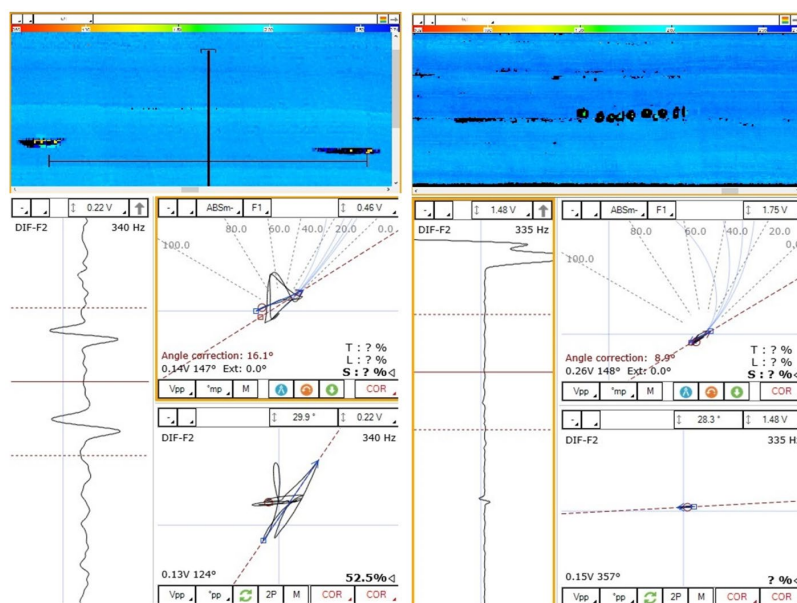 0.22 V
DIF-F2
340 Hz
ABSm-
F1
0.46 V
100.0
80.0
60.0
40.0
20.0
0.0
Angle correction: 16.1°
0.14V 147° Ext: 0.0°
T : ? %
L : ? %
S : ? %
Vpp
°mp
M
COR
29.9 °
0.22 V
DIF-F2
340 Hz
0.13V 124°
52.5%
Vpp
°pp
2P
M
COR
COR
1.48 V
DIF-F2
335 Hz
ABSm-
F1
1.75 V
100.0
80.0
60.0
40.0
20.0
Angle correction: 8.9°
0.26V 148° Ext: 0.0°
T : ? %
L : ? %
S : ? %
Vpp
°mp
M
COR
28.3 °
1.48 V
DIF-F2
335 Hz
0.15V 357°
? %
Vpp
°pp
2P
M
COR
COR